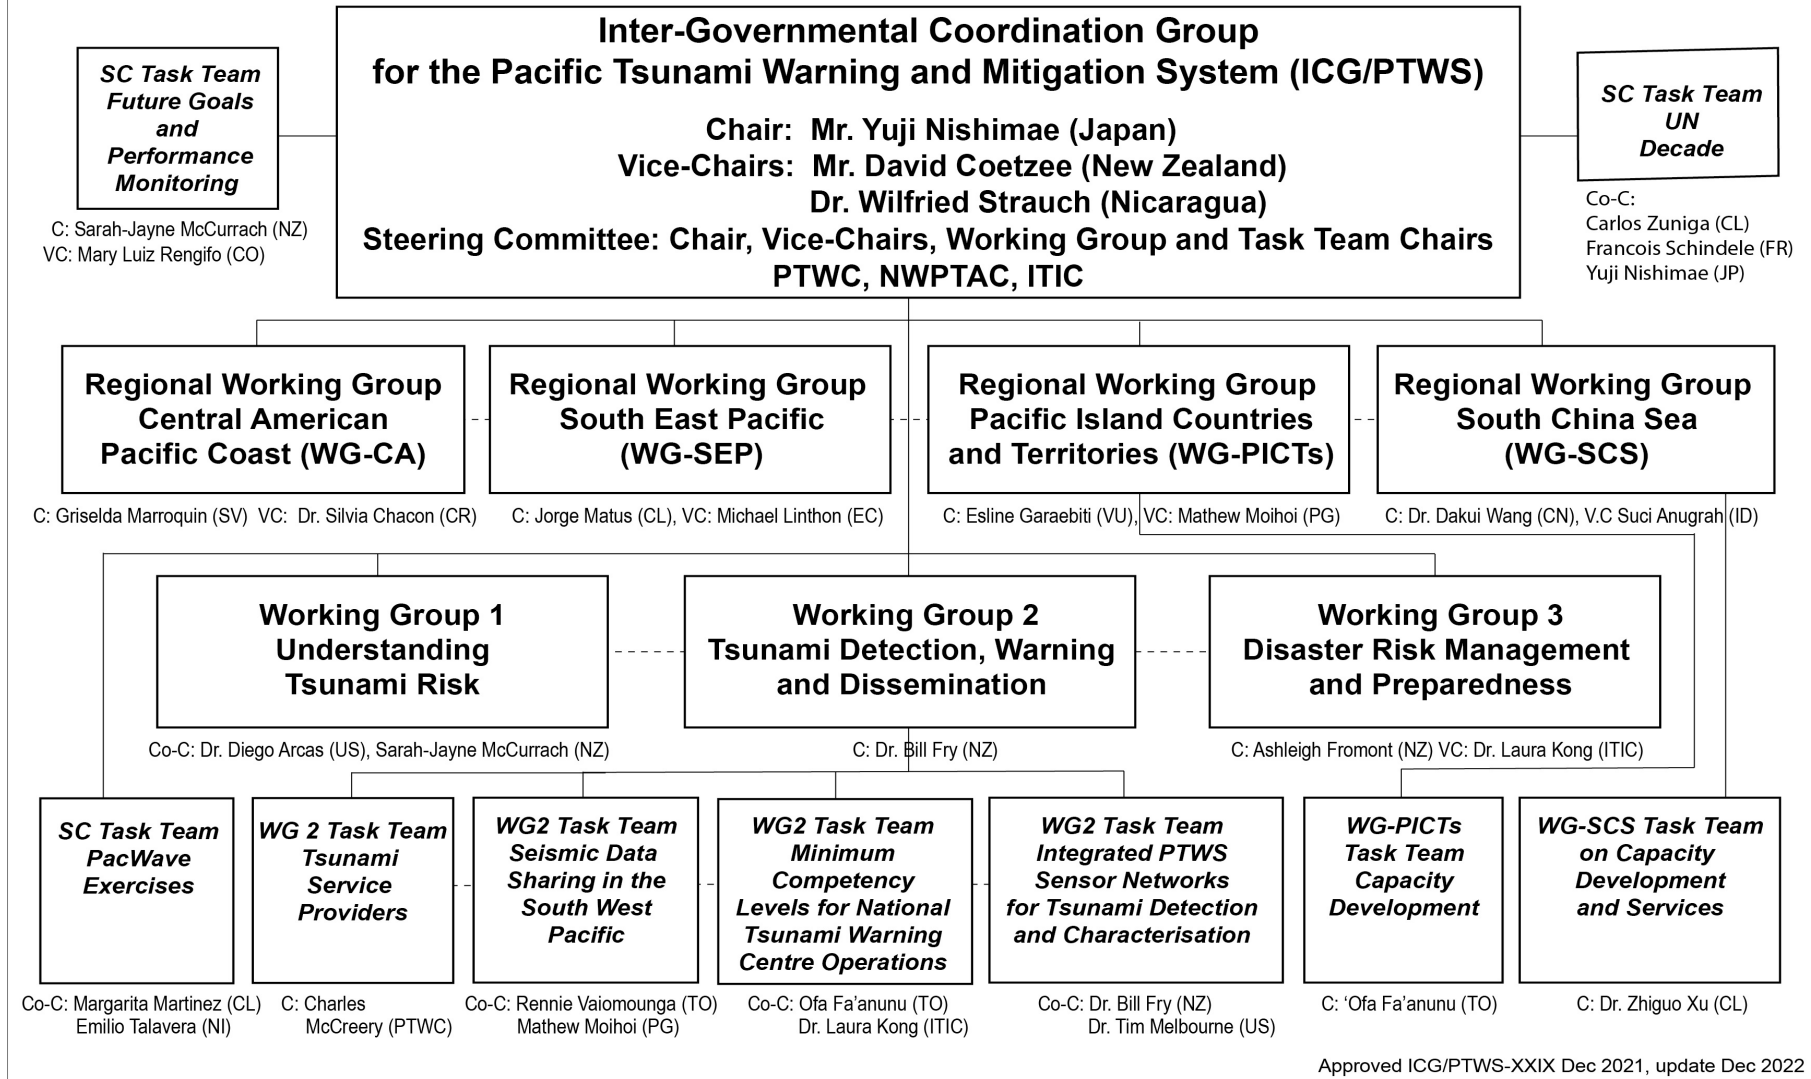 Inter-Governmental Coordination Group
for the Pacific Tsunami Warning and Mitigation System (ICG/PTWS)
Chair: Mr. Yuji Nishimae (Japan)
Vice-Chairs: Mr. David Coetzee (New Zealand)
Dr. Wilfried Strauch (Nicaragua)
Steering Committee: Chair, Vice-Chairs, Working Group and Task Team Chairs
PTWC, NWPTAC, ITIC
SC Task Team
Future Goals
and
Performance
Monitoring
C: Sarah-Jayne McCurrach (NZ)
VC: Mary Luiz Rengifo (CO)
SC Task Team
UN
Decade
Co-C:
Carlos Zuniga (CL)
Francois Schindele (FR)
Yuji Nishimae (JP)
Regional Working Group
Central American
Pacific Coast (WG-CA)
C: Griselda Marroquin (SV) VC: Dr. Silvia Chacon (CR)
Regional Working Group
South East Pacific
(WG-SEP)
C: Jorge Matus (CL), VC: Michael Linthon (EC)
Regional Working Group
Pacific Island Countries
and Territories (WG-PICTs)
C: Esline Garaebiti (VU), VC: Mathew Moihoi (PG)
Regional Working Group
South China Sea
(WG-SCS)
C: Dr. Dakui Wang (CN), V.C Suci Anugrah (ID)
Working Group 1
Understanding
Tsunami Risk
Co-C: Dr. Diego Arcas (US), Sarah-Jayne McCurrach (NZ)
Working Group 2
Tsunami Detection, Warning
and Dissemination
C: Dr. Bill Fry (NZ)
Working Group 3
Disaster Risk Management
and Preparedness
C: Ashleigh Fromont (NZ) VC: Dr. Laura Kong (ITIC)
SC Task Team
PacWave
Exercises
Co-C: Margarita Martinez (CL)
Emilio Talavera (NI)
WG 2 Task Team
Tsunami
Service
Providers
C: Charles
McCreery (PTWC)
WG2 Task Team
Seismic Data
Sharing in the
South West
Pacific
Co-C: Rennie Vaiomounga (TO)
Mathew Moihoi (PG)
WG2 Task Team
Minimum
Competency
Levels for National
Tsunami Warning
Centre Operations
Co-C: Ofa Fa'anunu (TO)
Dr. Laura Kong (ITIC)
WG2 Task Team
Integrated PTWS
Sensor Networks
for Tsunami Detection
and Characterisation
Co-C: Dr. Bill Fry (NZ)
Dr. Tim Melbourne (US)
WG-PICTs
Task Team
Capacity
Development
C: ‘Ofa Fa’anunu (TO)
WG-SCS Task Team
on Capacity
Development
and Services
C: Dr. Zhiguo Xu (CL)
Approved ICG/PTWS-XXIX Dec 2021, update Dec 2022